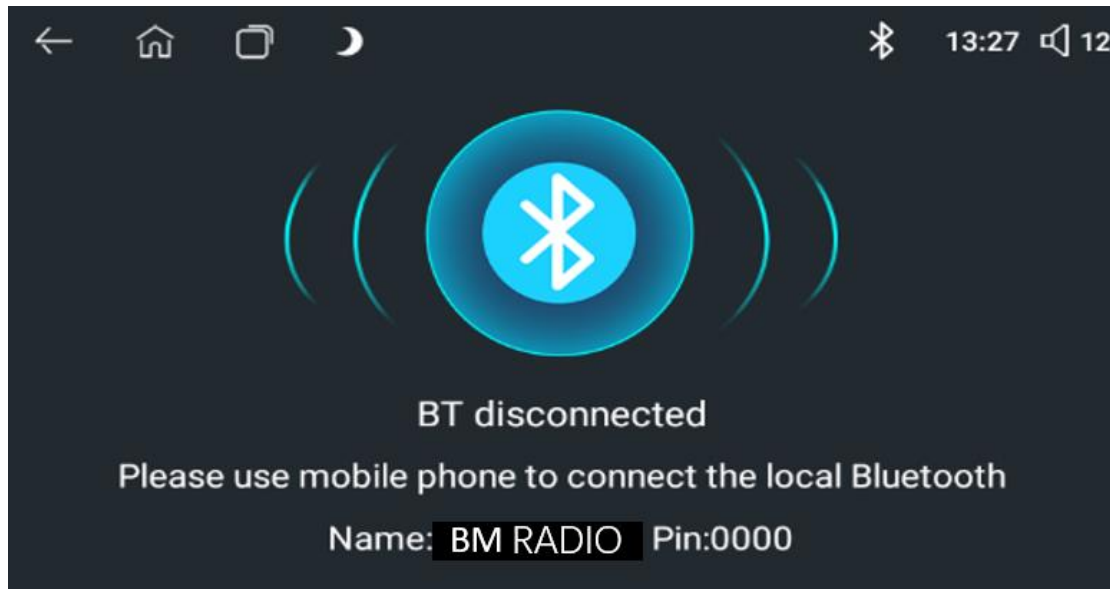 13:27 12
BT disconnected
Please use mobile phone to connect the local Bluetooth
Name: BM RADIO Pin:0000